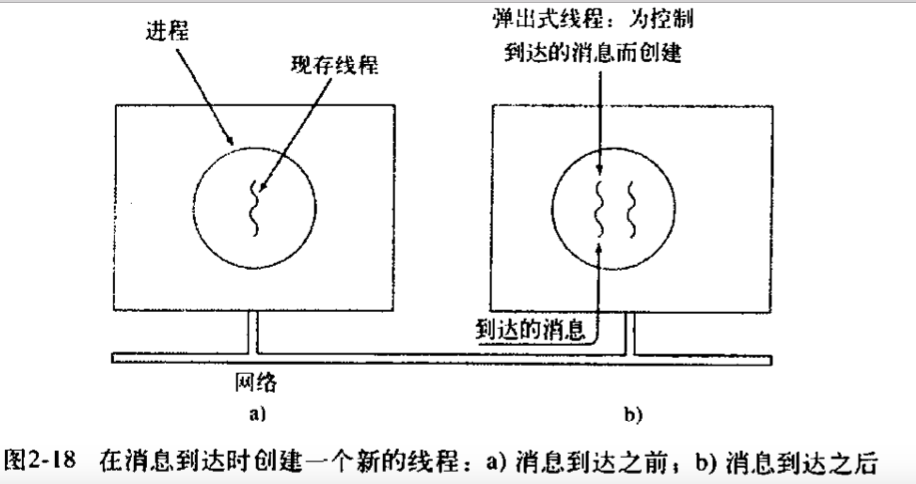 进程
现存线程
弹出式线程：为控制
到达的消息而创建
到达的消息
网络
a)
b)
图2-18 在消息到达时创建一个新的线程：a) 消息到达之前；b) 消息到达之后